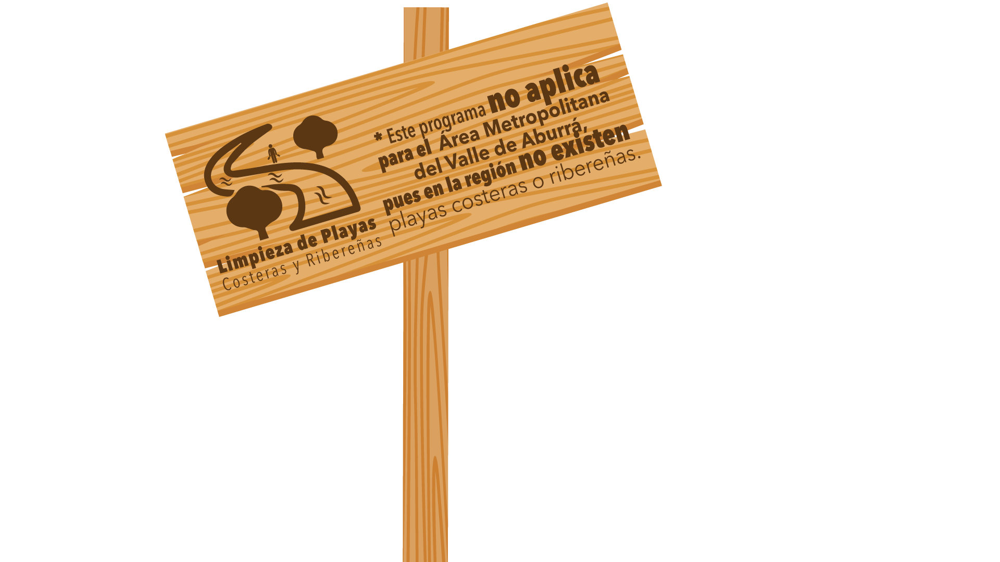 * Este programa no aplica
para el Área Metropolitana
del Valle de Aburrá,
pues en la región no existen
playas costeras o ribereñas.
Limpieza de Playas
Costeras y Ribereñas